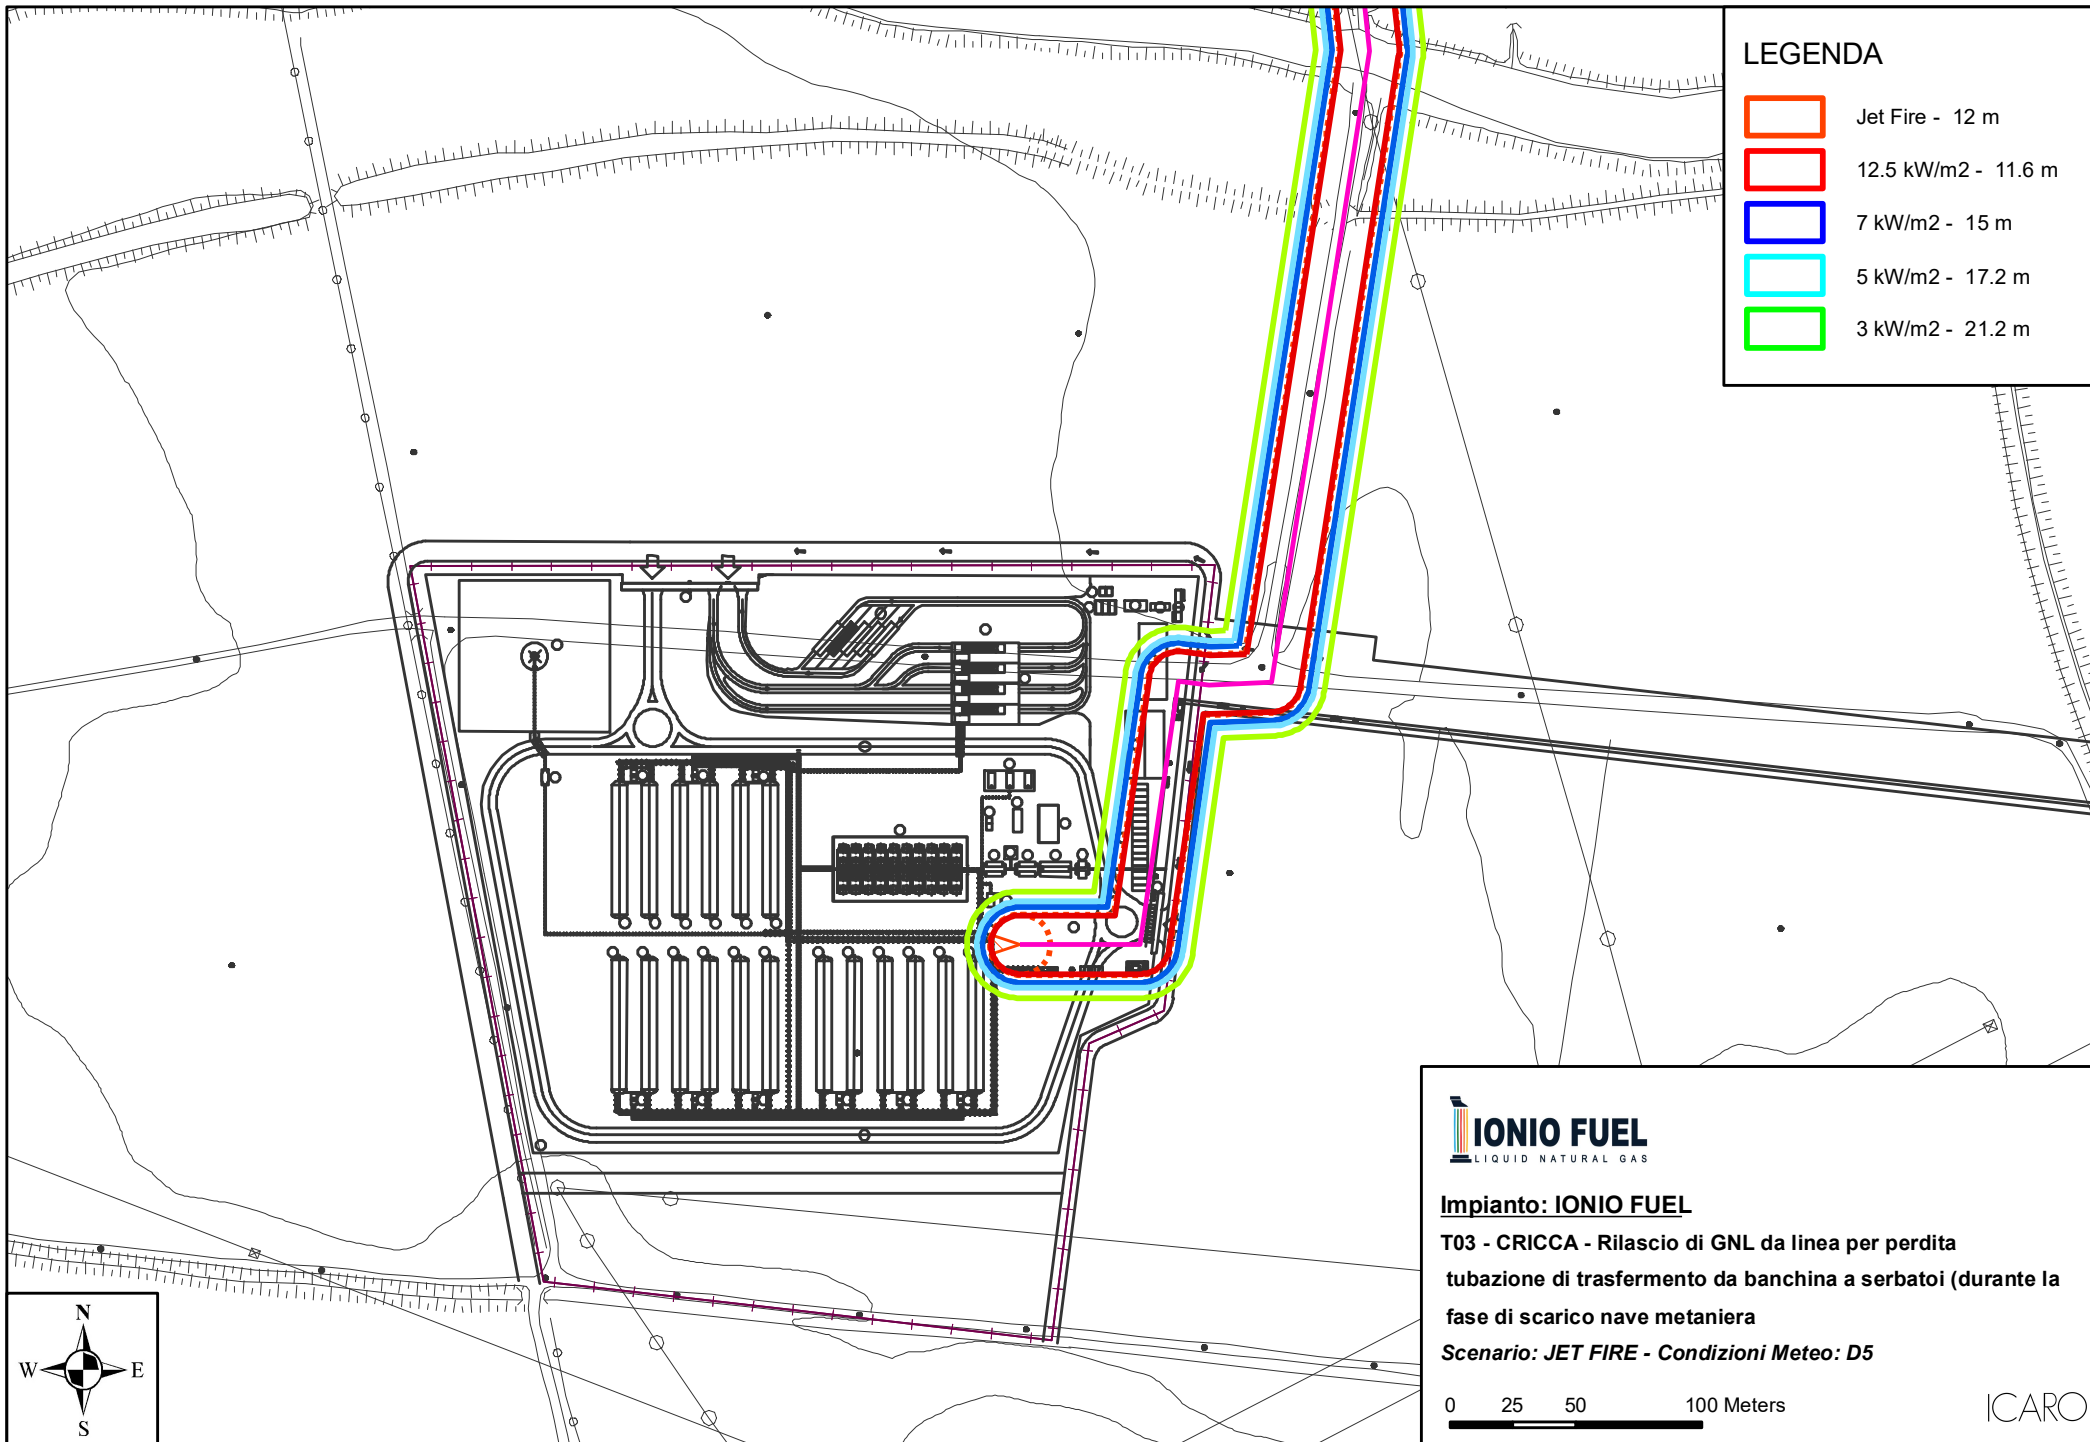 LEGENDA
Jet Fire - 12 m
12.5 kW/m2 - 11.6 m
7 kW/m2 - 15 m
5 kW/m2 - 17.2 m
3 kW/m2 - 21.2 m
IONIO FUEL
LIQUID NATURAL GAS
Impianto: IONIO FUEL
T03 - CRICCA - Rilascio di GNL da linea per perdita
tubazione di trasfermento da banchina a serbatoi (durante la
fase di scarico nave metaniera
Scenario: JET FIRE - Condizioni Meteo: D5
0 25 50 100 Meters
ICARO
N
W E
S